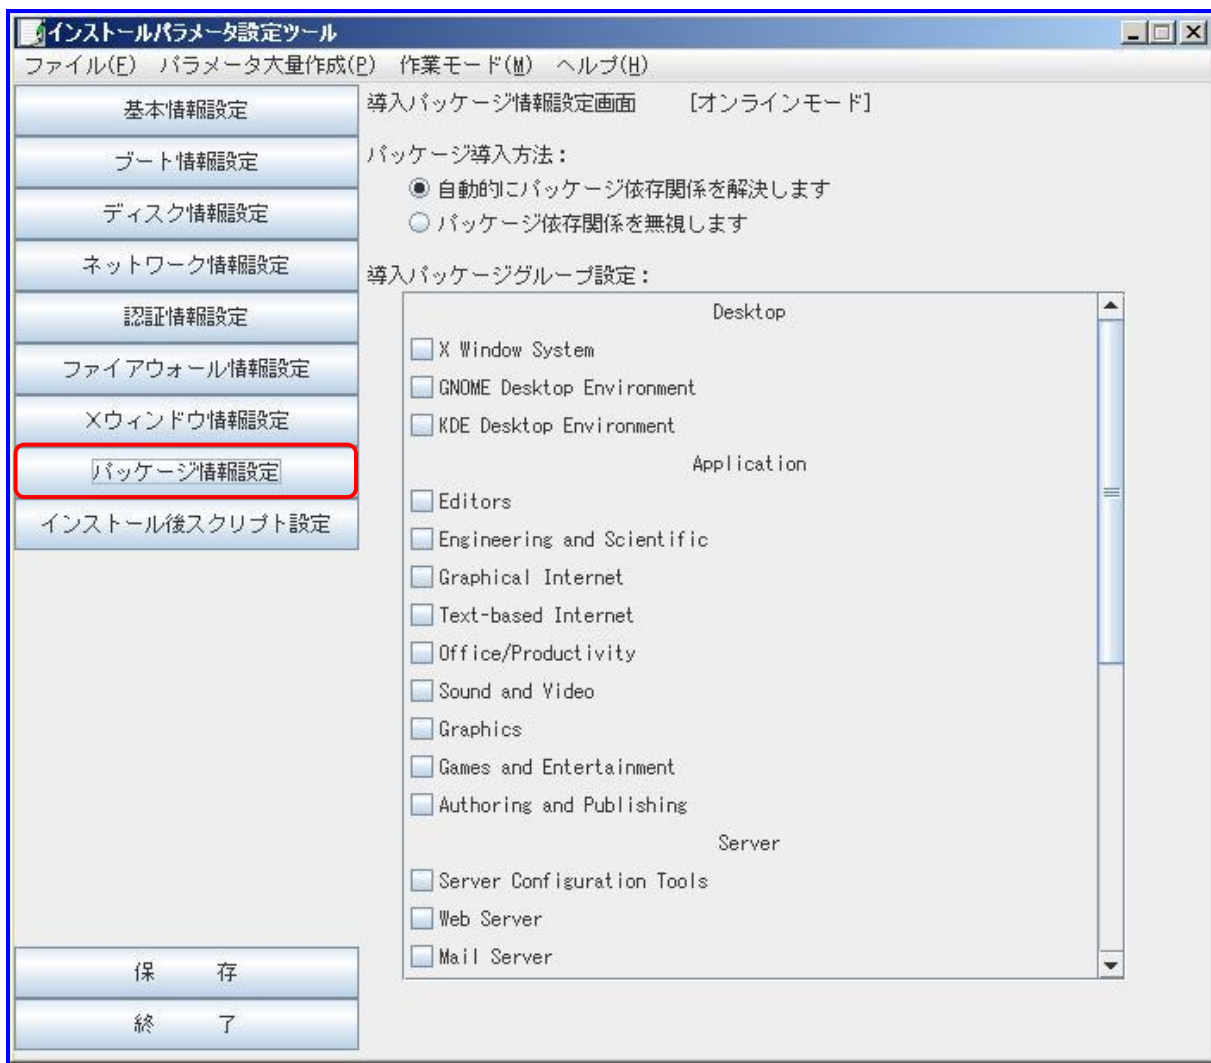 インストールパラメータ設定ツール
ファイル(F) パラメータ大量作成(P) 作業モード(M) ヘルプ(H)
基本情報設定
ブート情報設定
ディスク情報設定
ネットワーク情報設定
認証情報設定
ファイアウォール情報設定
Xウィンドウ情報設定
パッケージ情報設定
インストール後スクリプト設定
保 存
終 了
導入パッケージ情報設定画面 [オンラインモード]
パッケージ導入方法：
自動的にパッケージ依存関係を解決します
パッケージ依存関係を無視します
導入パッケージグループ設定：
Desktop
X Window System
GNOME Desktop Environment
KDE Desktop Environment
Application
Editors
Engineering and Scientific
Graphical Internet
Text-based Internet
Office/Productivity
Sound and Video
Graphics
Games and Entertainment
Authoring and Publishing
Server
Server Configuration Tools
Web Server
Mail Server